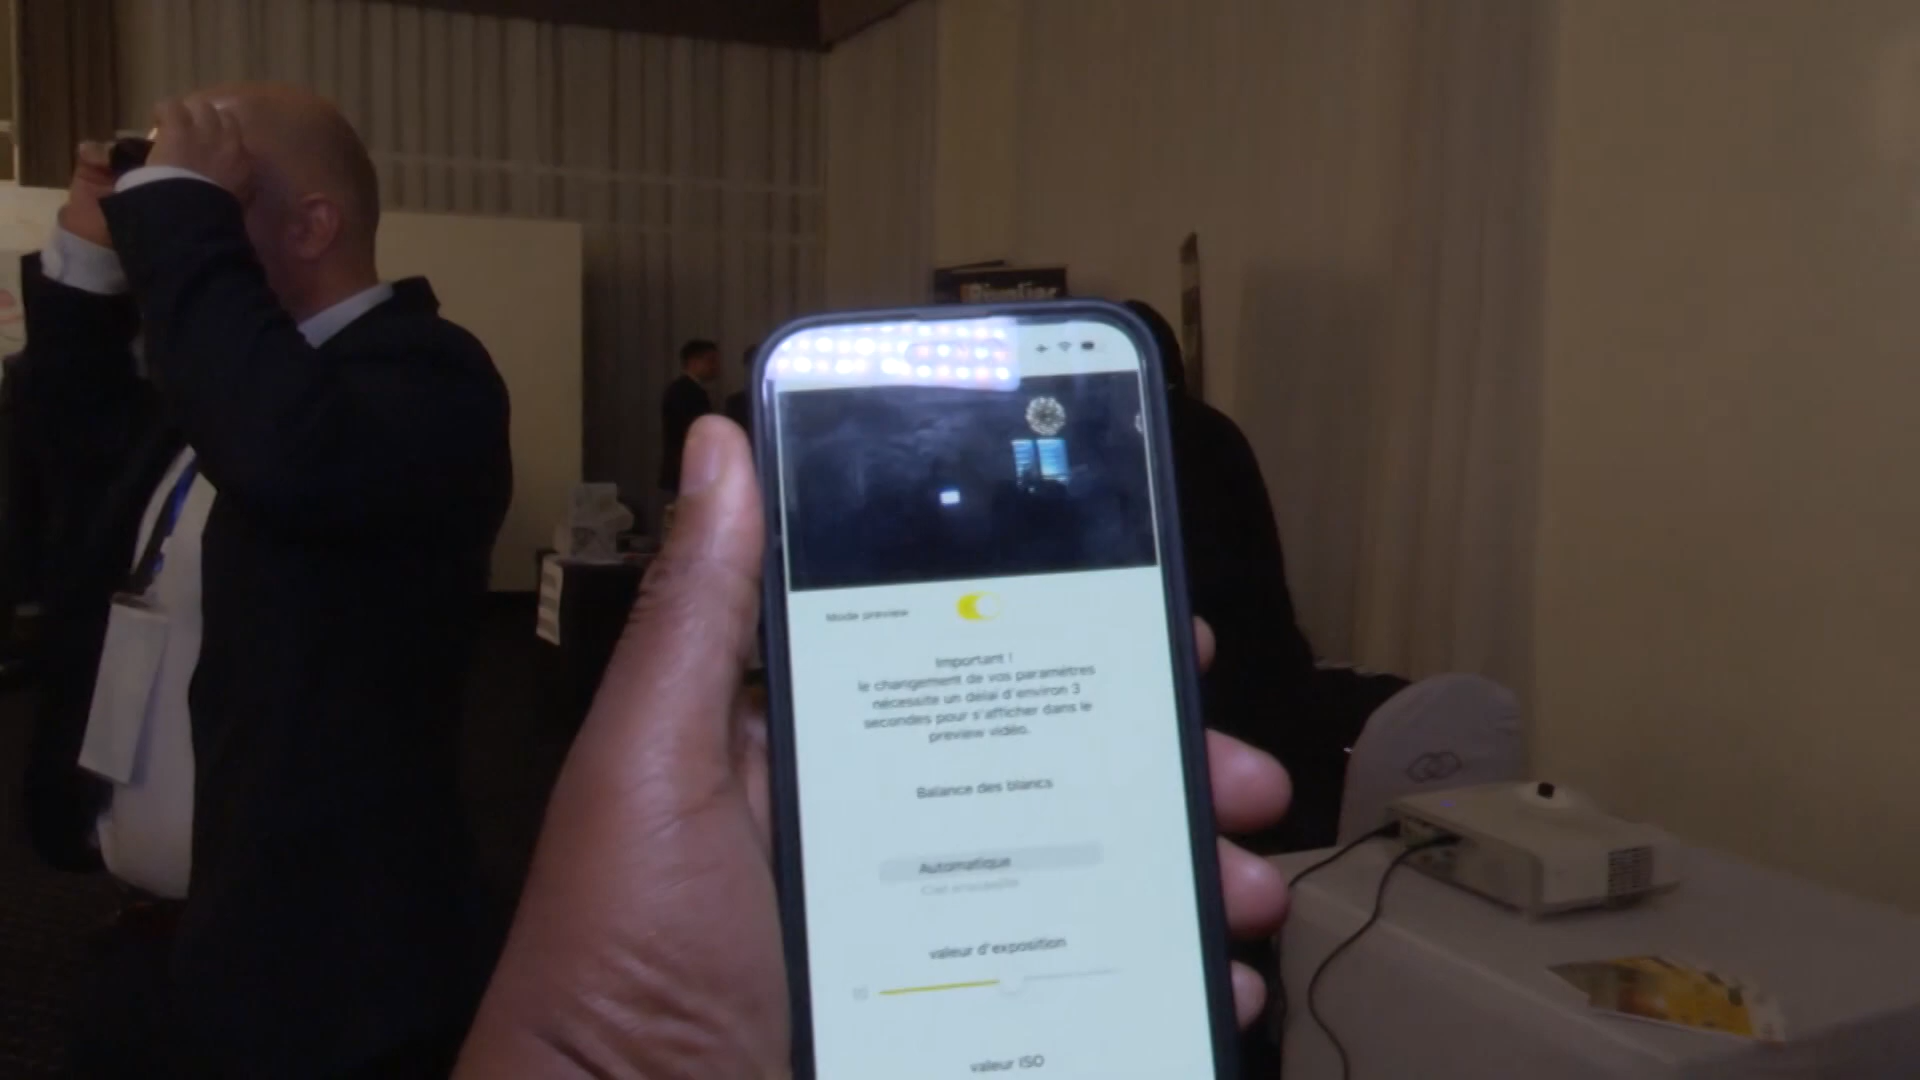 Mode preview
Important !
le changement de vos paramètres
nécessite un délai d'environ 3
secondes pour s'afficher dans le
preview vidéo.
Balance des blancs
Automatique
valeur d'exposition
valeur ISO